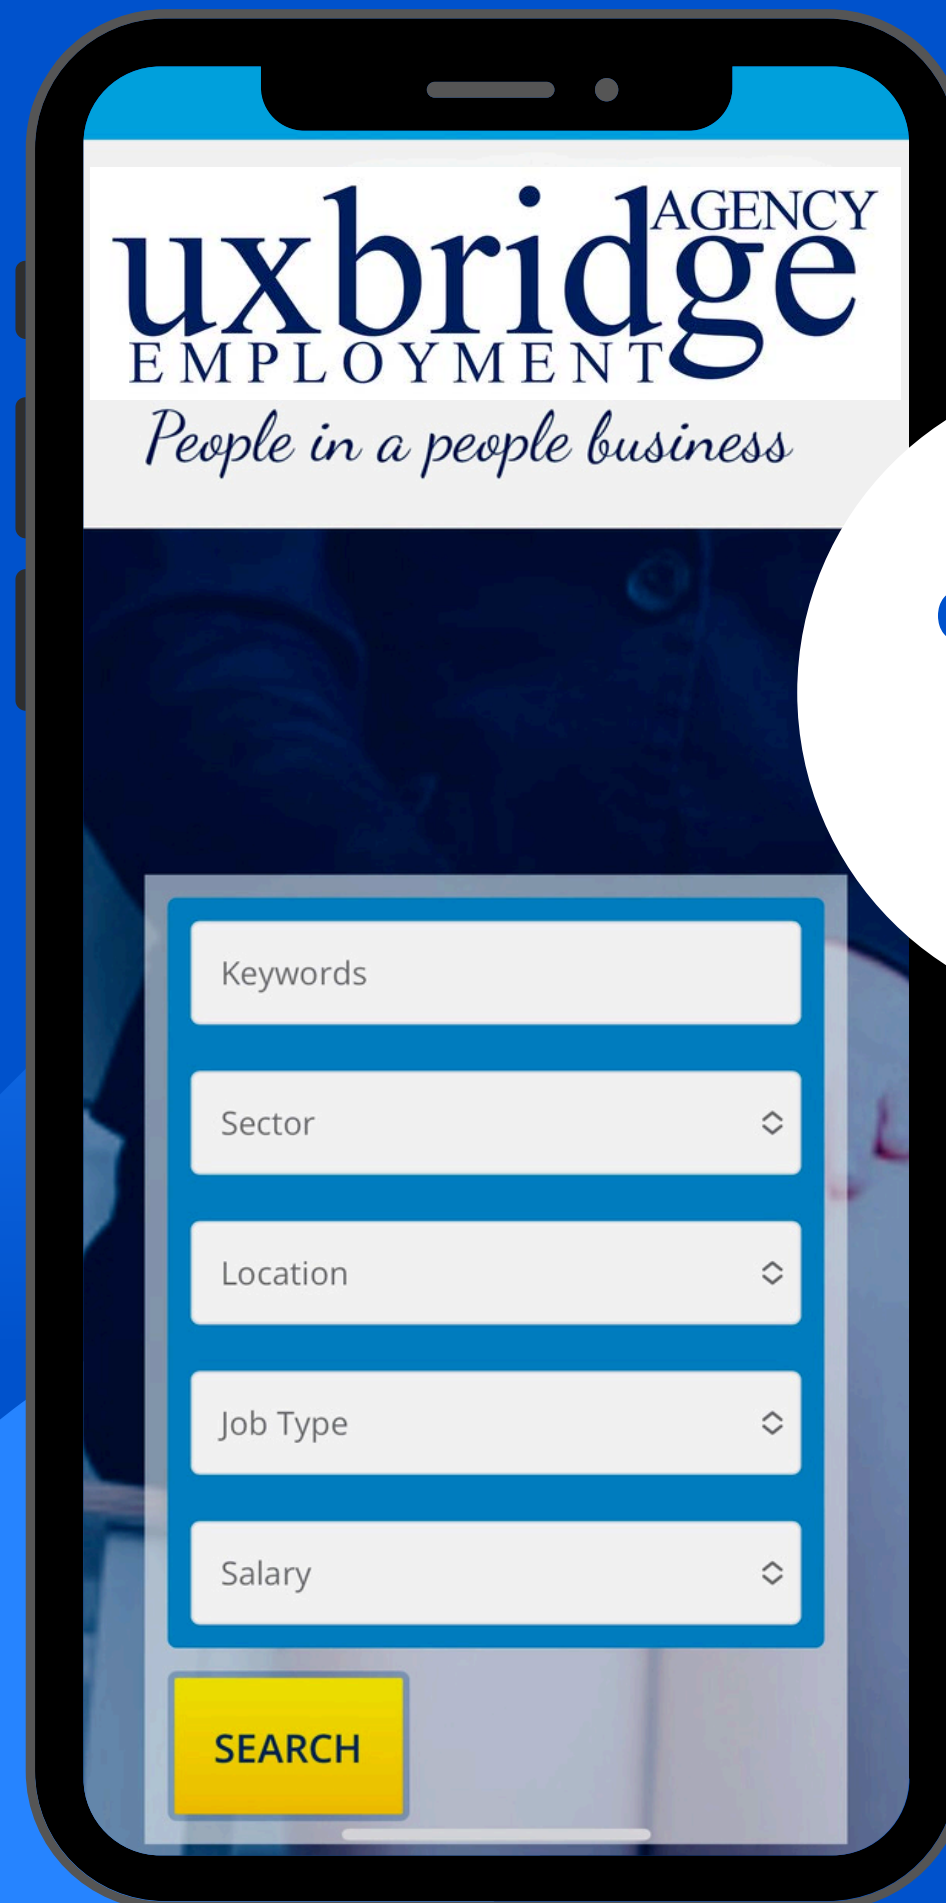 AGENCY
uxbridge
EMPLOYMENT
People in a people business
Keywords
Sector
Location
Job Type
Salary
SEARCH